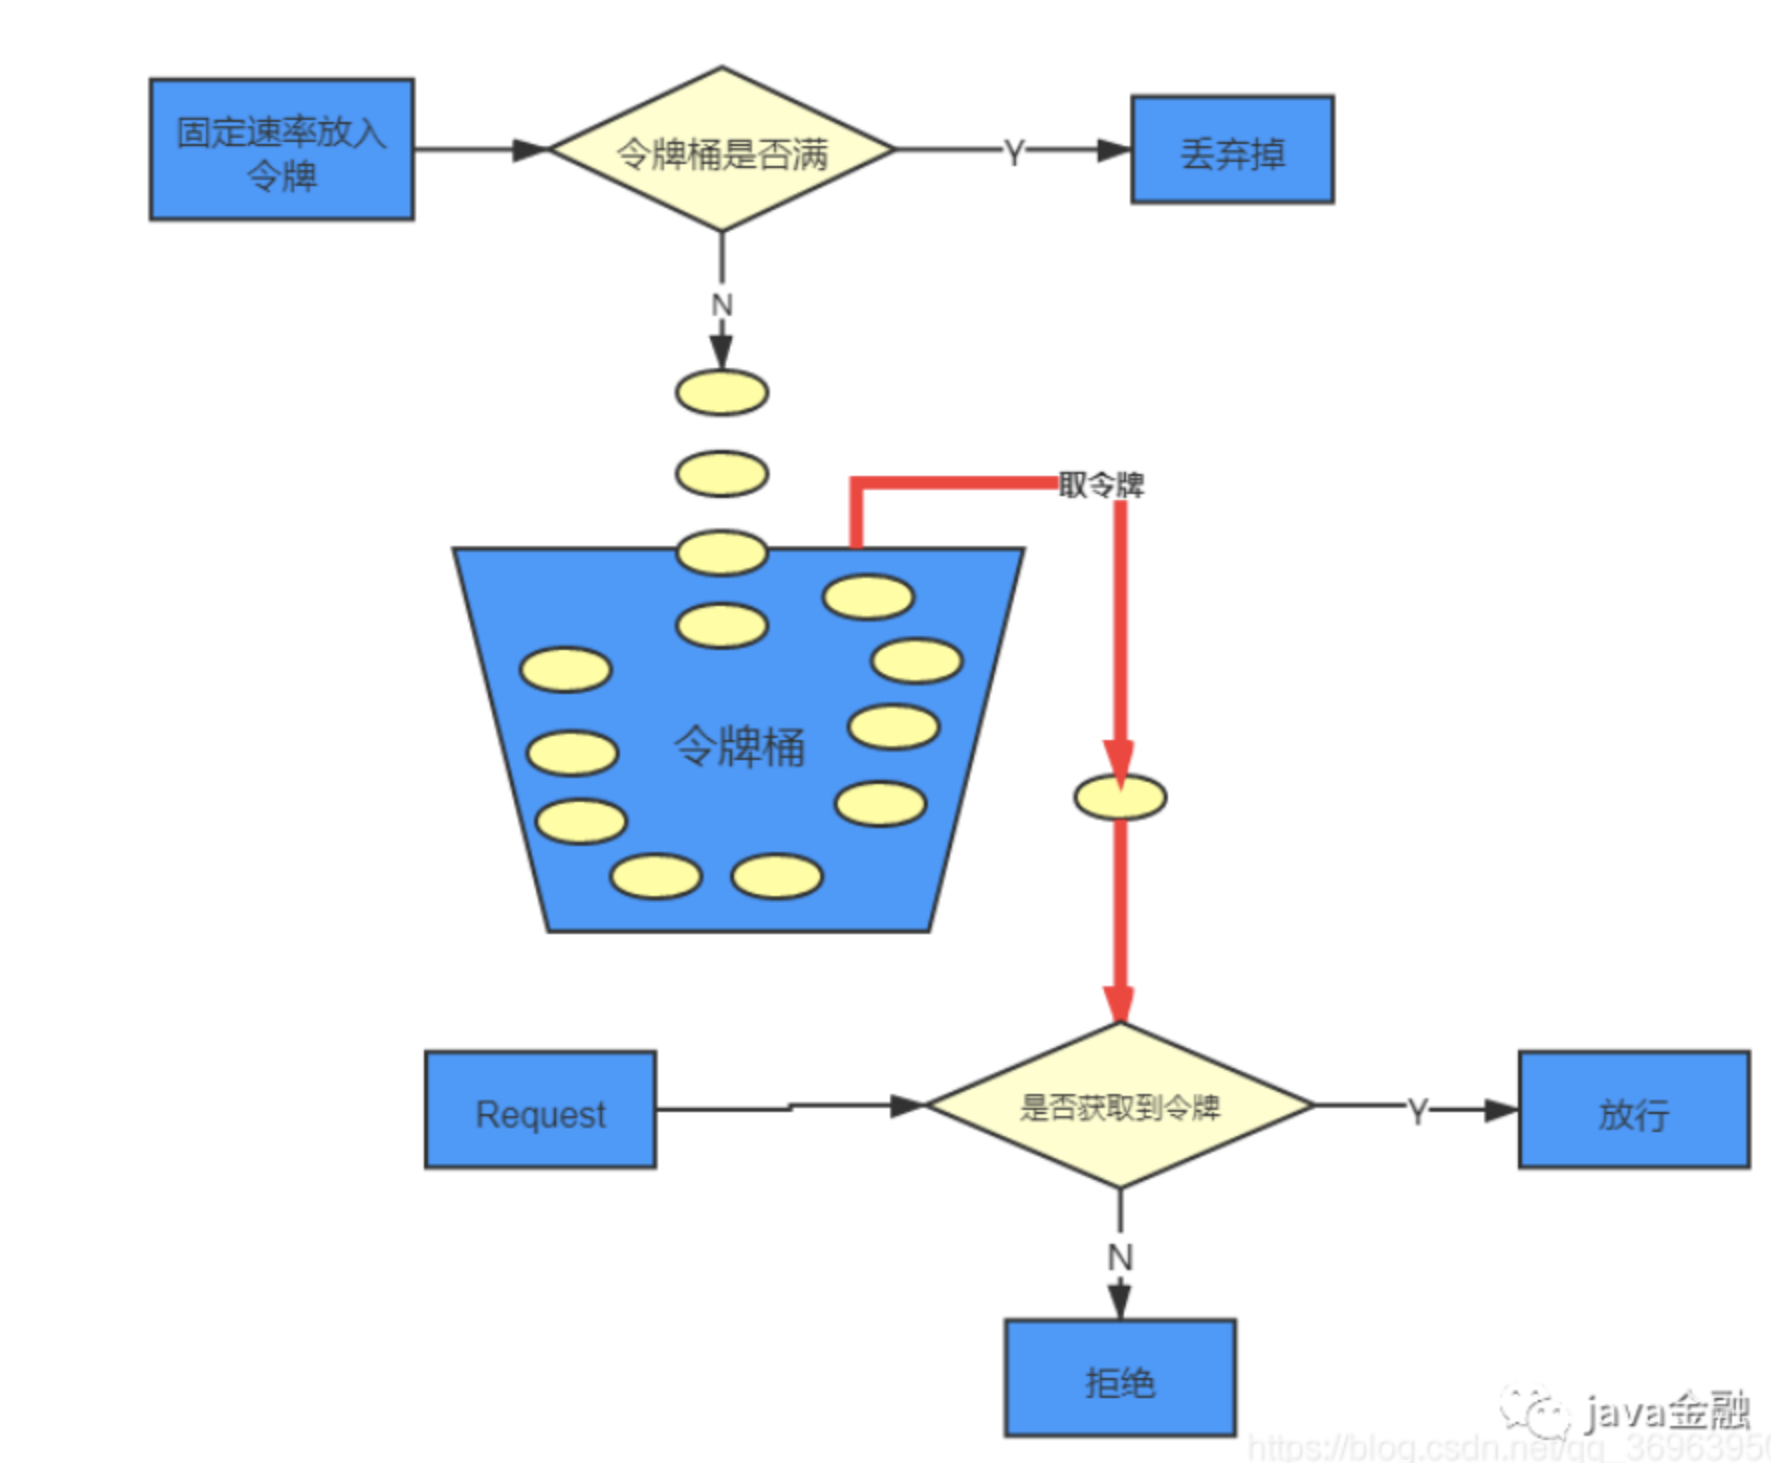 固定速率放入
令牌
令牌桶是否满
Y
丢弃掉
N
取令牌
令牌桶
Request
是否获取到令牌
Y
放行
N
拒绝
java金融
https://blog.csdn.net/qq_36963950